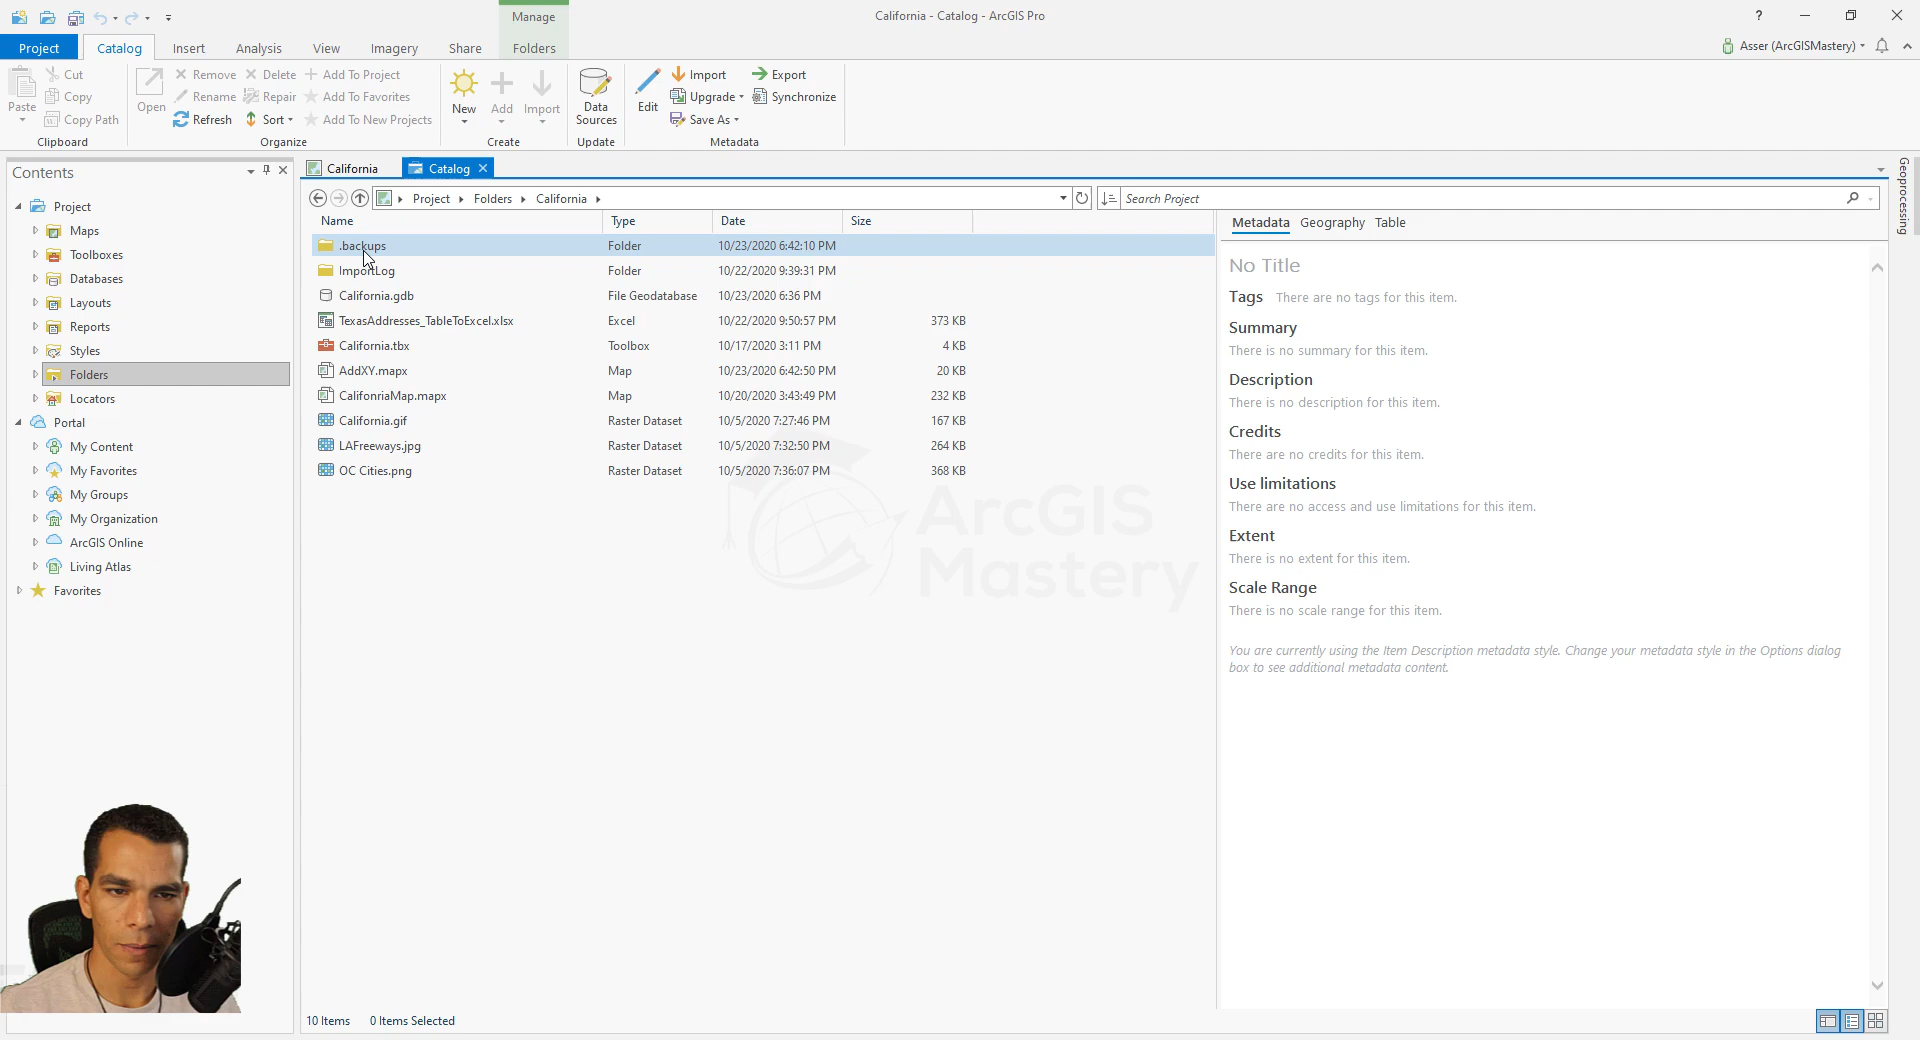 Manage
California - Catalog - ArcGIS Pro
?
Project Catalog Insert Analysis View Imagery Share Folders
Asser (ArcGISMastery)
Paste
Cut
Copy
Copy Path
Clipboard
Open
Remove Delete Add To Project
Rename Repair Add To Favorites
Refresh Sort Add To New Projects
Organize
New Add Import
Create
Data Sources
Update
Edit
Import Export
Upgrade Synchronize
Save As
Metadata
Contents
Project
Maps
Toolboxes
Databases
Layouts
Reports
Styles
Folders
Locators
Portal
My Content
My Favorites
My Groups
My Organization
ArcGIS Online
Living Atlas
Favorites
California Catalog
Project Folders California
Search Project
Geoprocessing
Name Type Date Size
.backups Folder 10/23/2020 6:42:10 PM
ImportLog Folder 10/22/2020 9:39:31 PM
California.gdb File Geodatabase 10/23/2020 6:36 PM
TexasAddresses_TableToExcel.xlsx Excel 10/22/2020 9:50:57 PM 373 KB
California.tbx Toolbox 10/17/2020 3:11 PM 4 KB
AddXY.mapx Map 10/23/2020 6:42:50 PM 20 KB
CalifonriaMap.mapx Map 10/20/2020 3:43:49 PM 232 KB
California.gif Raster Dataset 10/5/2020 7:27:46 PM 167 KB
LAFreeways.jpg Raster Dataset 10/5/2020 7:32:50 PM 264 KB
OC Cities.png Raster Dataset 10/5/2020 7:36:07 PM 368 KB
ArcGIS
Mastery
Metadata Geography Table
No Title
Tags There are no tags for this item.
Summary
There is no summary for this item.
Description
There is no description for this item.
Credits
There are no credits for this item.
Use limitations
There are no access and use limitations for this item.
Extent
There is no extent for this item.
Scale Range
There is no scale range for this item.
You are currently using the Item Description metadata style. Change your metadata style in the Options dialog
box to see additional metadata content.
10 Items 0 Items Selected